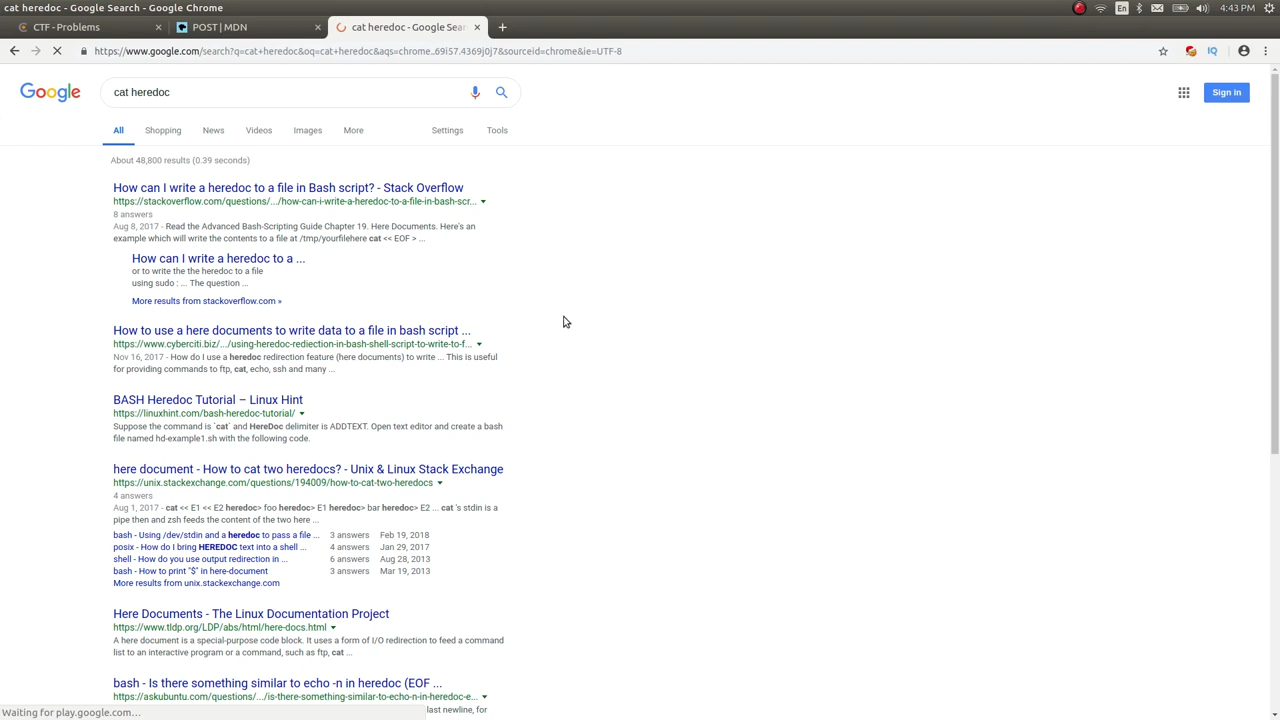 cat heredoc - Google Search - Google Chrome
En
4:43 PM
CTF - Problems
POST | MDN
cat heredoc - Google Sear
https://www.google.com/search?q=cat+heredoc&oq=cat+heredoc&aqs=chrome..69i57.4369j0j7&sourceid=chrome&ie=UTF-8
IQ
Google
cat heredoc
Sign in
All
Shopping
News
Videos
Images
More
Settings
Tools
About 48,800 results (0.39 seconds)
How can I write a heredoc to a file in Bash script? - Stack Overflow
https://stackoverflow.com/questions/.../how-can-i-write-a-heredoc-to-a-file-in-bash-scr...
8 answers
Aug 8, 2017 - Read the Advanced Bash-Scripting Guide Chapter 19. Here Documents. Here's an
example which will write the contents to a file at /tmp/yourfilehere cat << EOF > ...
How can I write a heredoc to a ...
or to write the the heredoc to a file
using sudo : ... The question ...
More results from stackoverflow.com »
How to use a here documents to write data to a file in bash script ...
https://www.cyberciti.biz/.../using-heredoc-rediection-in-bash-shell-script-to-write-to-f...
Nov 16, 2017 - How do I use a heredoc redirection feature (here documents) to write ... This is useful
for providing commands to ftp, cat, echo, ssh and many ...
BASH Heredoc Tutorial – Linux Hint
https://linuxhint.com/bash-heredoc-tutorial/
Suppose the command is `cat` and HereDoc delimiter is ADDTEXT. Open text editor and create a bash
file named hd-example1.sh with the following code.
here document - How to cat two heredocs? - Unix & Linux Stack Exchange
https://unix.stackexchange.com/questions/194009/how-to-cat-two-heredocs
4 answers
Aug 1, 2017 - cat << E1 << E2 heredoc> foo heredoc> E1 heredoc> bar heredoc> E2 ... cat 's stdin is a
pipe then and zsh feeds the content of the two here ...
bash - Using /dev/stdin and a heredoc to pass a file ... 3 answers Feb 19, 2018
posix - How do I bring HEREDOC text into a shell ... 4 answers Jan 29, 2017
shell - How do you use output redirection in ... 6 answers Aug 28, 2013
bash - How to print "$" in here-document 3 answers Mar 19, 2013
More results from unix.stackexchange.com
Here Documents - The Linux Documentation Project
https://www.tldp.org/LDP/abs/html/here-docs.html
A here document is a special-purpose code block. It uses a form of I/O redirection to feed a command
list to an interactive program or a command, such as ftp, cat ...
bash - Is there something similar to echo -n in heredoc (EOF ...
https://askubuntu.com/questions/.../is-there-something-similar-to-echo-n-in-heredoc-e...
last newline, for
Waiting for play.google.com...